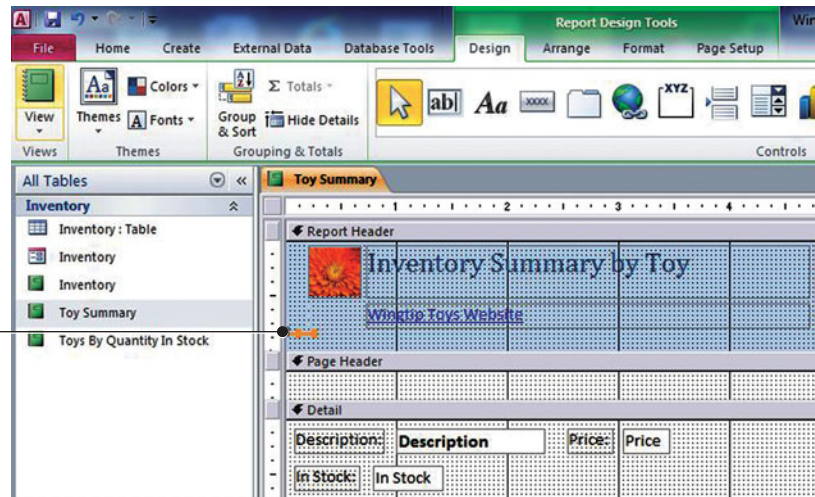 A Report Design Tools Win
File Home Create External Data Database Tools Design Arrange Format Page Setup
Aa Colors Σ Totals ab Aa XXXX XYZ
View Themes A Fonts Group & Sort Hide Details
Views Themes Grouping & Totals Controls
All Tables « Toy Summary
Inventory 1 2 3 4
Inventory : Table Report Header
Inventory Inventory Summary by Toy
Inventory
Toy Summary Wingtip Toys Website
Toys By Quantity In Stock
Page Header
Detail
Description: Description Price: Price
In Stock: In Stock